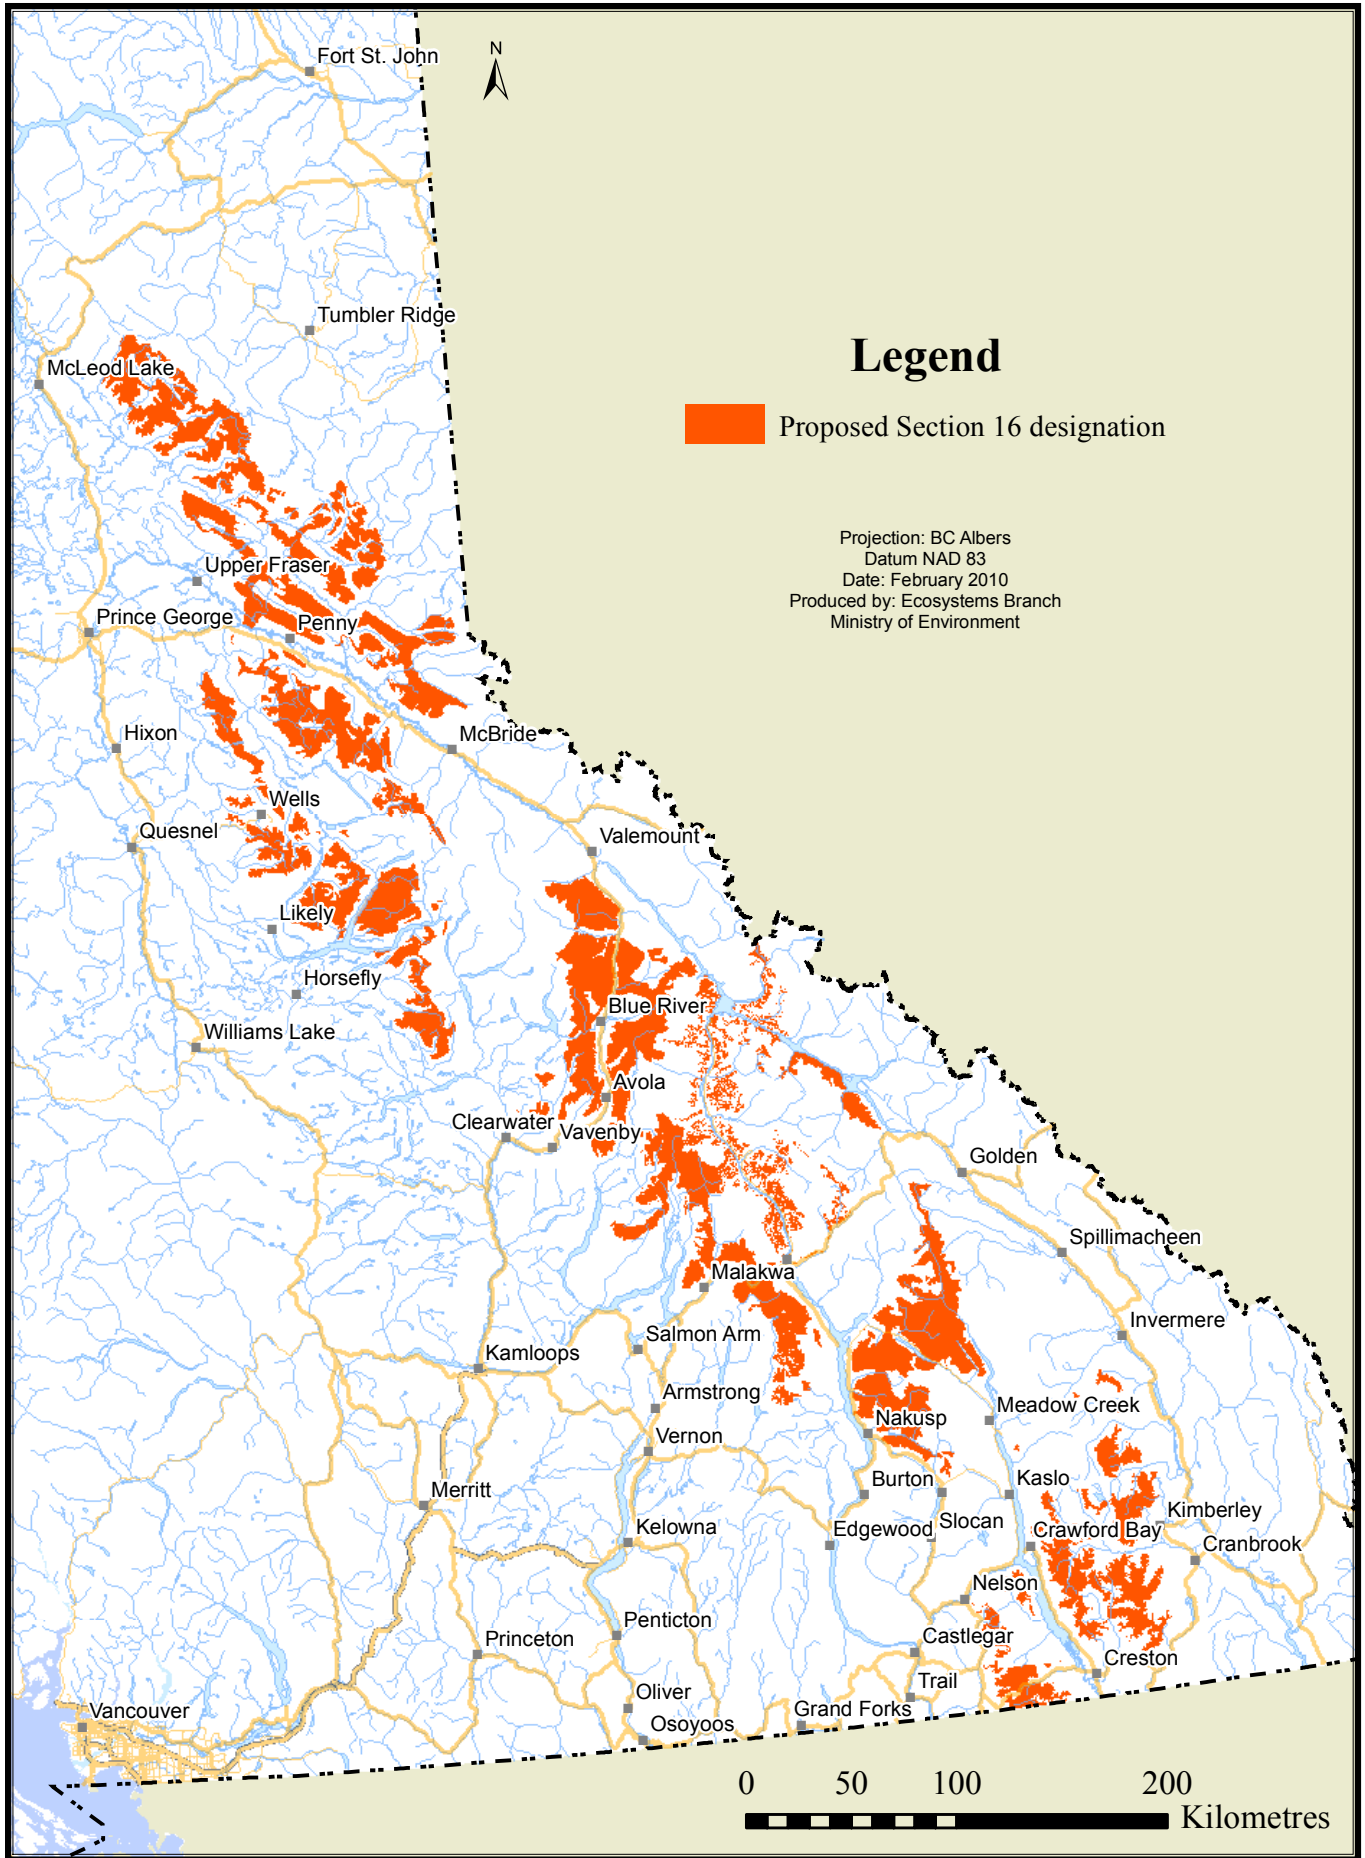 N
Fort St. John
Tumbler Ridge
McLeod Lake
Legend
Proposed Section 16 designation
Projection: BC Albers
Datum NAD 83
Date: February 2010
Produced by: Ecosystems Branch
Ministry of Environment
Upper Fraser
Prince George
Penny
Hixon
McBride
Wells
Quesnel
Valemount
Likely
Horsefly
Blue River
Williams Lake
Avola
Clearwater
Vavenby
Golden
Spillimacheen
Malakwa
Invermere
Salmon Arm
Kamloops
Armstrong
Meadow Creek
Nakusp
Vernon
Burton
Kaslo
Merritt
Kimberley
Slocan
Edgewood
Kelowna
Crawford Bay
Cranbrook
Nelson
Penticton
Castlegar
Princeton
Creston
Trail
Oliver
Grand Forks
Vancouver
Osoyoos
0 50 100 200
Kilometres